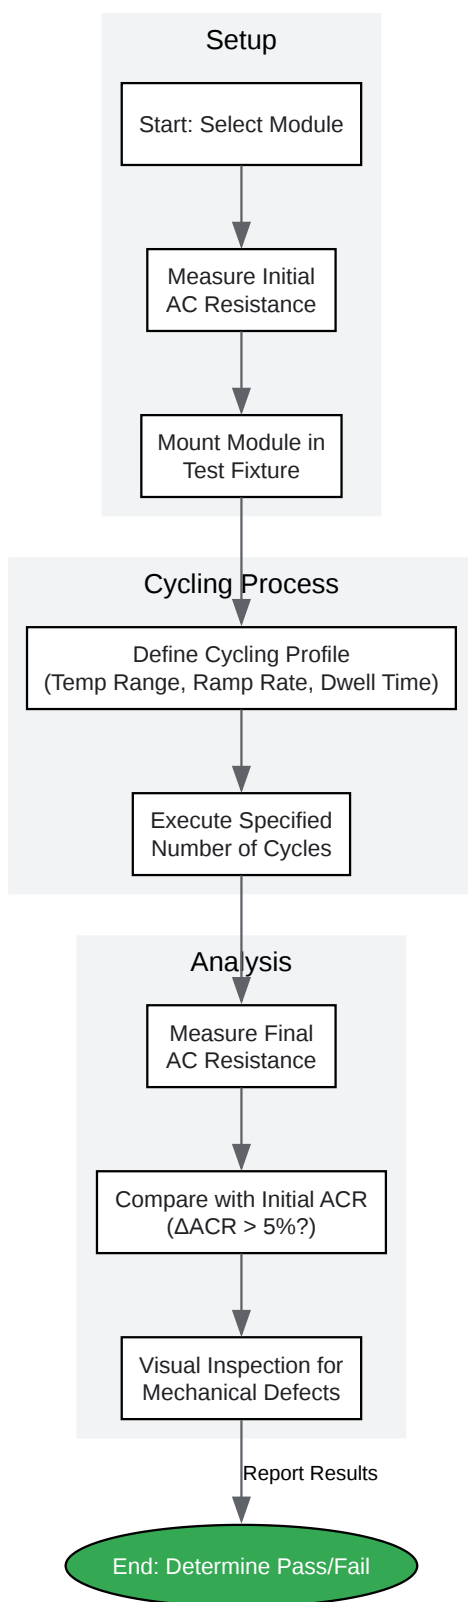 Setup
Start: Select Module
Measure Initial
AC Resistance
Mount Module in
Test Fixture
Cycling Process
Define Cycling Profile
(Temp Range, Ramp Rate, Dwell Time)
Execute Specified
Number of Cycles
Analysis
Measure Final
AC Resistance
Compare with Initial ACR
(ΔACR > 5%?)
Visual Inspection for
Mechanical Defects
Report Results
End: Determine Pass/Fail